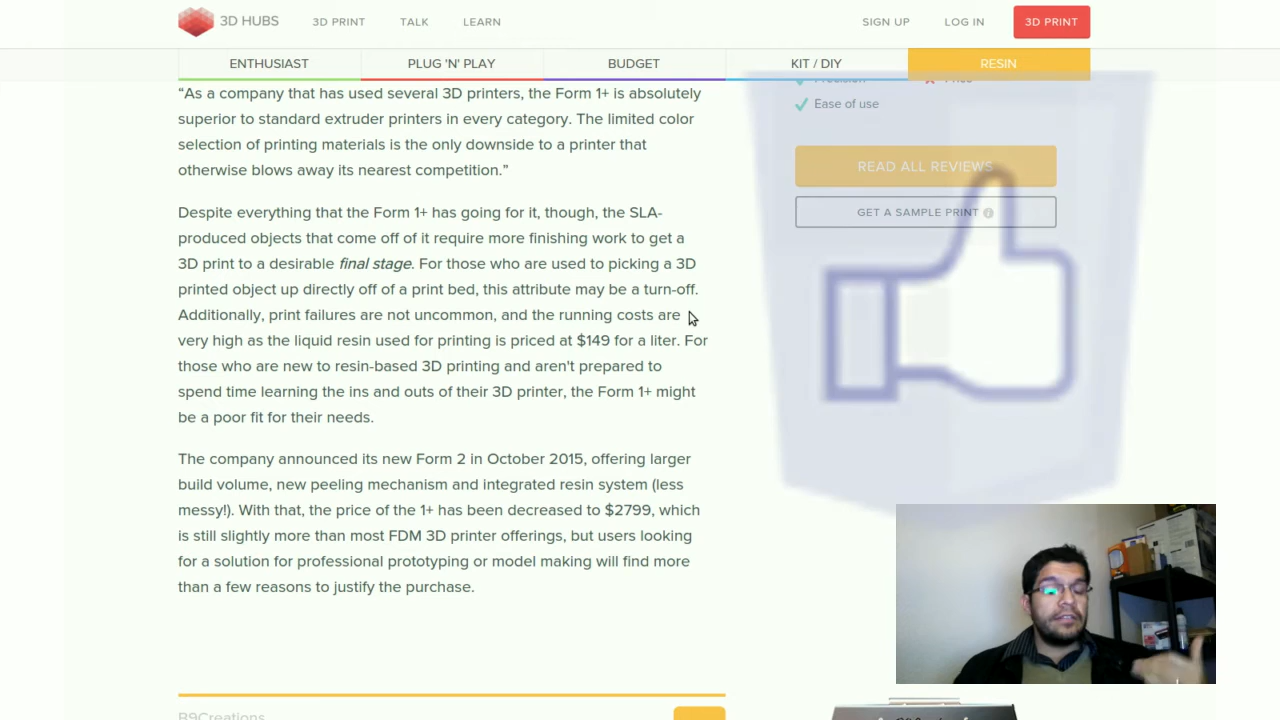 3D HUBS 3D PRINT TALK LEARN SIGN UP LOG IN 3D PRINT
ENTHUSIAST PLUG 'N' PLAY BUDGET KIT / DIY RESIN
“As a company that has used several 3D printers, the Form 1+ is absolutely
superior to standard extruder printers in every category. The limited color
selection of printing materials is the only downside to a printer that
otherwise blows away its nearest competition.”
Despite everything that the Form 1+ has going for it, though, the SLA-
produced objects that come off of it require more finishing work to get a
3D print to a desirable final stage. For those who are used to picking a 3D
printed object up directly off of a print bed, this attribute may be a turn-off.
Additionally, print failures are not uncommon, and the running costs are
very high as the liquid resin used for printing is priced at $149 for a liter. For
those who are new to resin-based 3D printing and aren't prepared to
spend time learning the ins and outs of their 3D printer, the Form 1+ might
be a poor fit for their needs.
The company announced its new Form 2 in October 2015, offering larger
build volume, new peeling mechanism and integrated resin system (less
messy!). With that, the price of the 1+ has been decreased to $2799, which
is still slightly more than most FDM 3D printer offerings, but users looking
for a solution for professional prototyping or model making will find more
than a few reasons to justify the purchase.
Precision Price
Ease of use
READ ALL REVIEWS
GET A SAMPLE PRINT
B9Creations